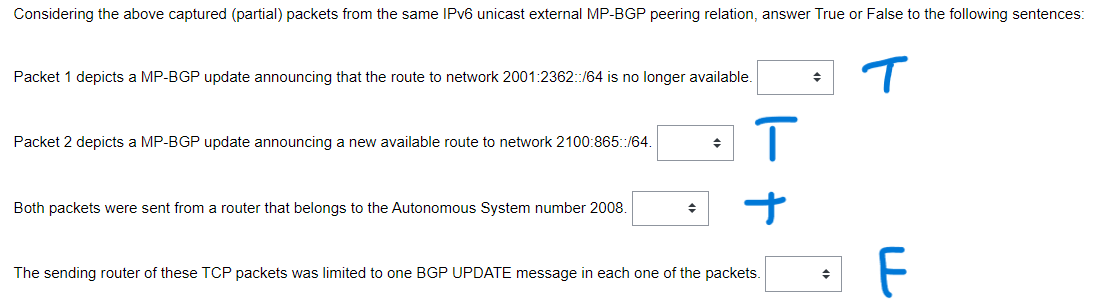 Considering the above captured (partial) packets from the same IPv6 unicast external MP-BGP peering relation, answer True or False to the following sentences:
Packet 1 depicts a MP-BGP update announcing that the route to network 2001:2362::/64 is no longer available. T
Packet 2 depicts a MP-BGP update announcing a new available route to network 2100:865::/64. T
Both packets were sent from a router that belongs to the Autonomous System number 2008. t
The sending router of these TCP packets was limited to one BGP UPDATE message in each one of the packets. F